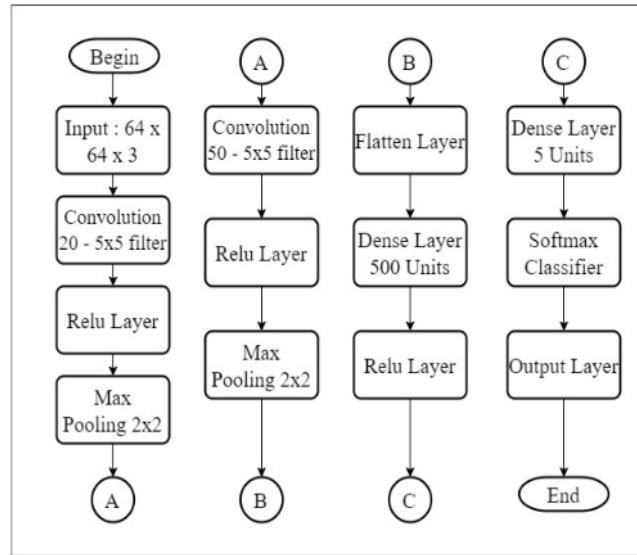 Begin
Input : 64 x
64 x 3
Convolution
20 - 5x5 filter
Relu Layer
Max
Pooling 2x2
A
A
Convolution
50 - 5x5 filter
Relu Layer
Max
Pooling 2x2
B
B
Flatten Layer
Dense Layer
500 Units
Relu Layer
C
C
Dense Layer
5 Units
Softmax
Classifier
Output Layer
End